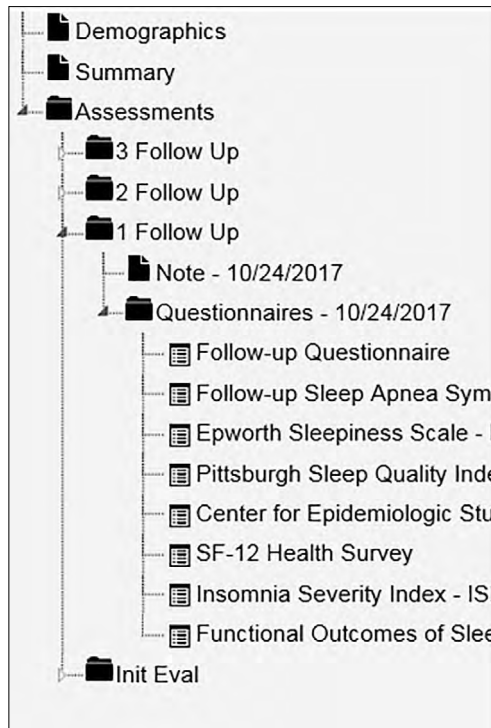 Demographics
Summary
Assessments
3 Follow Up
2 Follow Up
1 Follow Up
Note - 10/24/2017
Questionnaires - 10/24/2017
Follow-up Questionnaire
Follow-up Sleep Apnea Sym
Epworth Sleepiness Scale -
Pittsburgh Sleep Quality Inde
Center for Epidemiologic Stu
SF-12 Health Survey
Insomnia Severity Index - IS
Functional Outcomes of Slee
Init Eval